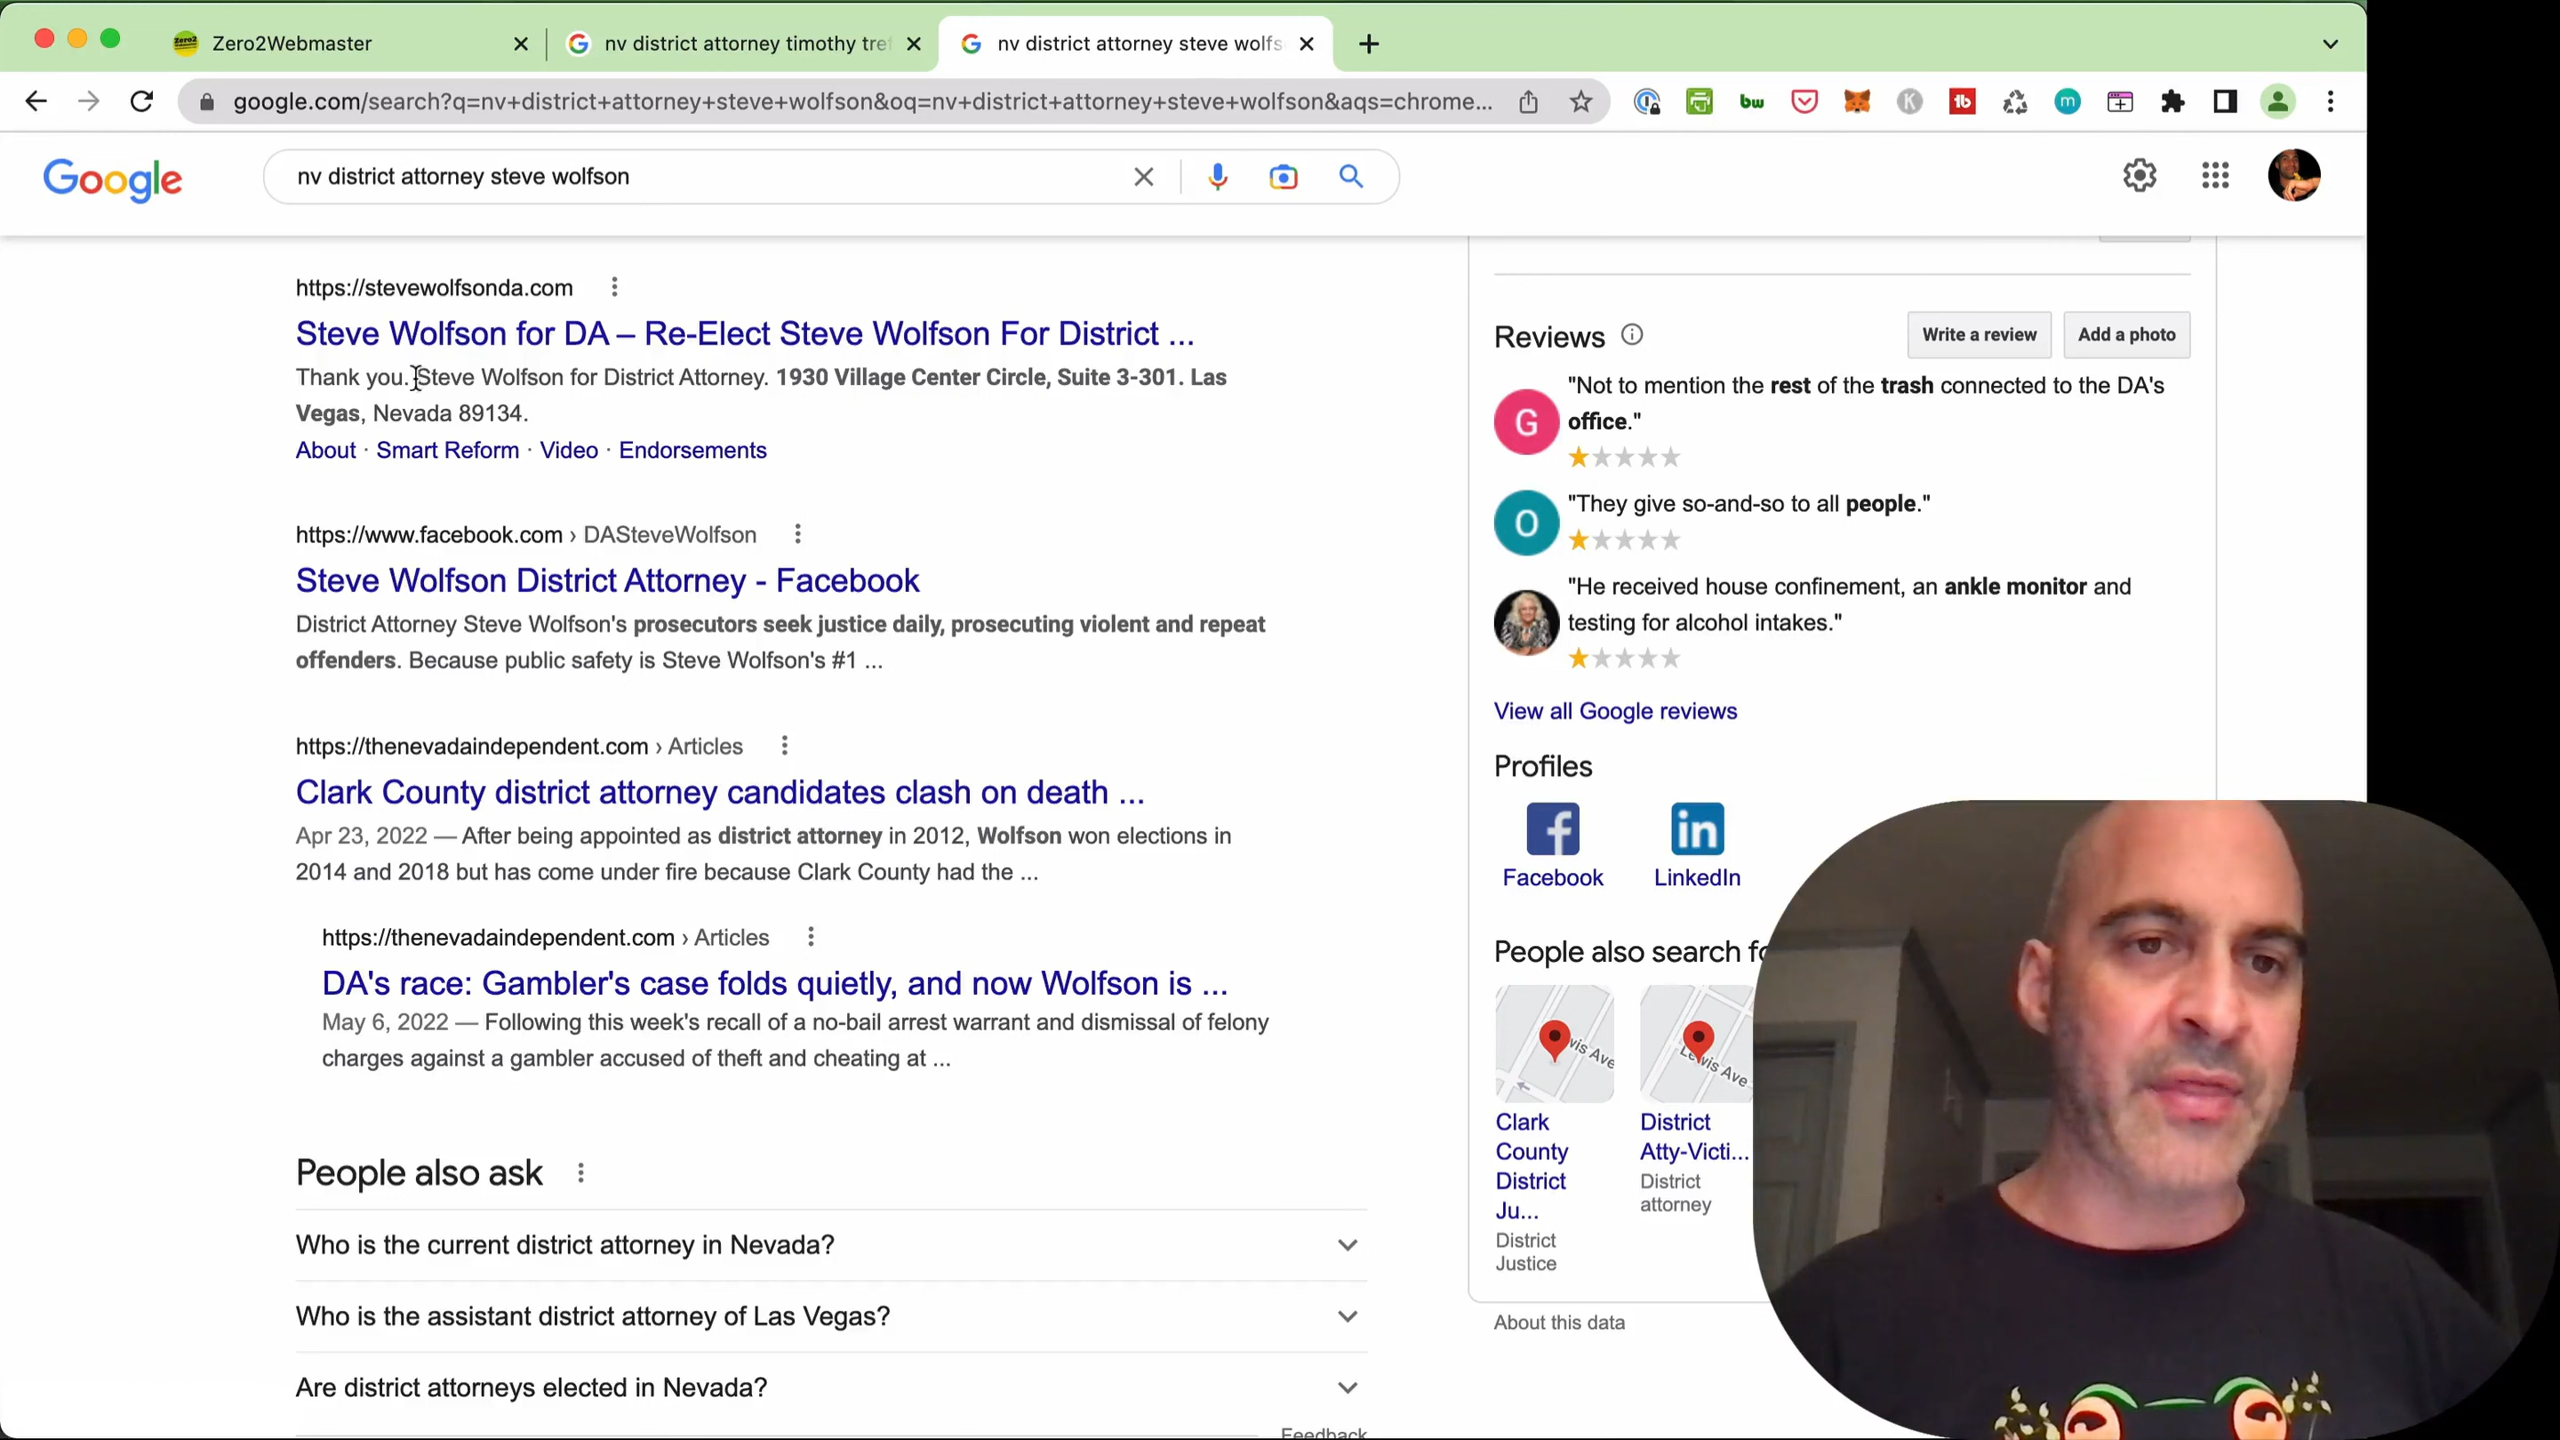 Zero2Webmaster
nv district attorney timothy tref
nv district attorney steve wolfs
google.com/search?q=nv+district+attorney+steve+wolfson&oq=nv+district+attorney+steve+wolfson&aqs=chrome...
Google
nv district attorney steve wolfson
https://stevewolfsonda.com
Steve Wolfson for DA – Re-Elect Steve Wolfson For District ...
Thank you. Steve Wolfson for District Attorney. 1930 Village Center Circle, Suite 3-301. Las
Vegas, Nevada 89134.
About · Smart Reform · Video · Endorsements
https://www.facebook.com › DASteveWolfson
Steve Wolfson District Attorney - Facebook
District Attorney Steve Wolfson's prosecutors seek justice daily, prosecuting violent and repeat
offenders. Because public safety is Steve Wolfson's #1 ...
https://thenevadaindependent.com › Articles
Clark County district attorney candidates clash on death ...
Apr 23, 2022 — After being appointed as district attorney in 2012, Wolfson won elections in
2014 and 2018 but has come under fire because Clark County had the ...
https://thenevadaindependent.com › Articles
DA's race: Gambler's case folds quietly, and now Wolfson is ...
May 6, 2022 — Following this week's recall of a no-bail arrest warrant and dismissal of felony
charges against a gambler accused of theft and cheating at ...
People also ask
Who is the current district attorney in Nevada?
Who is the assistant district attorney of Las Vegas?
Are district attorneys elected in Nevada?
Feedback
Reviews
Write a review
Add a photo
G
"Not to mention the rest of the trash connected to the DA's
office."
O
"They give so-and-so to all people."
"He received house confinement, an ankle monitor and
testing for alcohol intakes."
View all Google reviews
Profiles
Facebook
LinkedIn
People also search fo
vis Ave
Lewis Ave
Clark
County
District
Ju...
District
Justice
District
Atty-Victi...
District
attorney
About this data